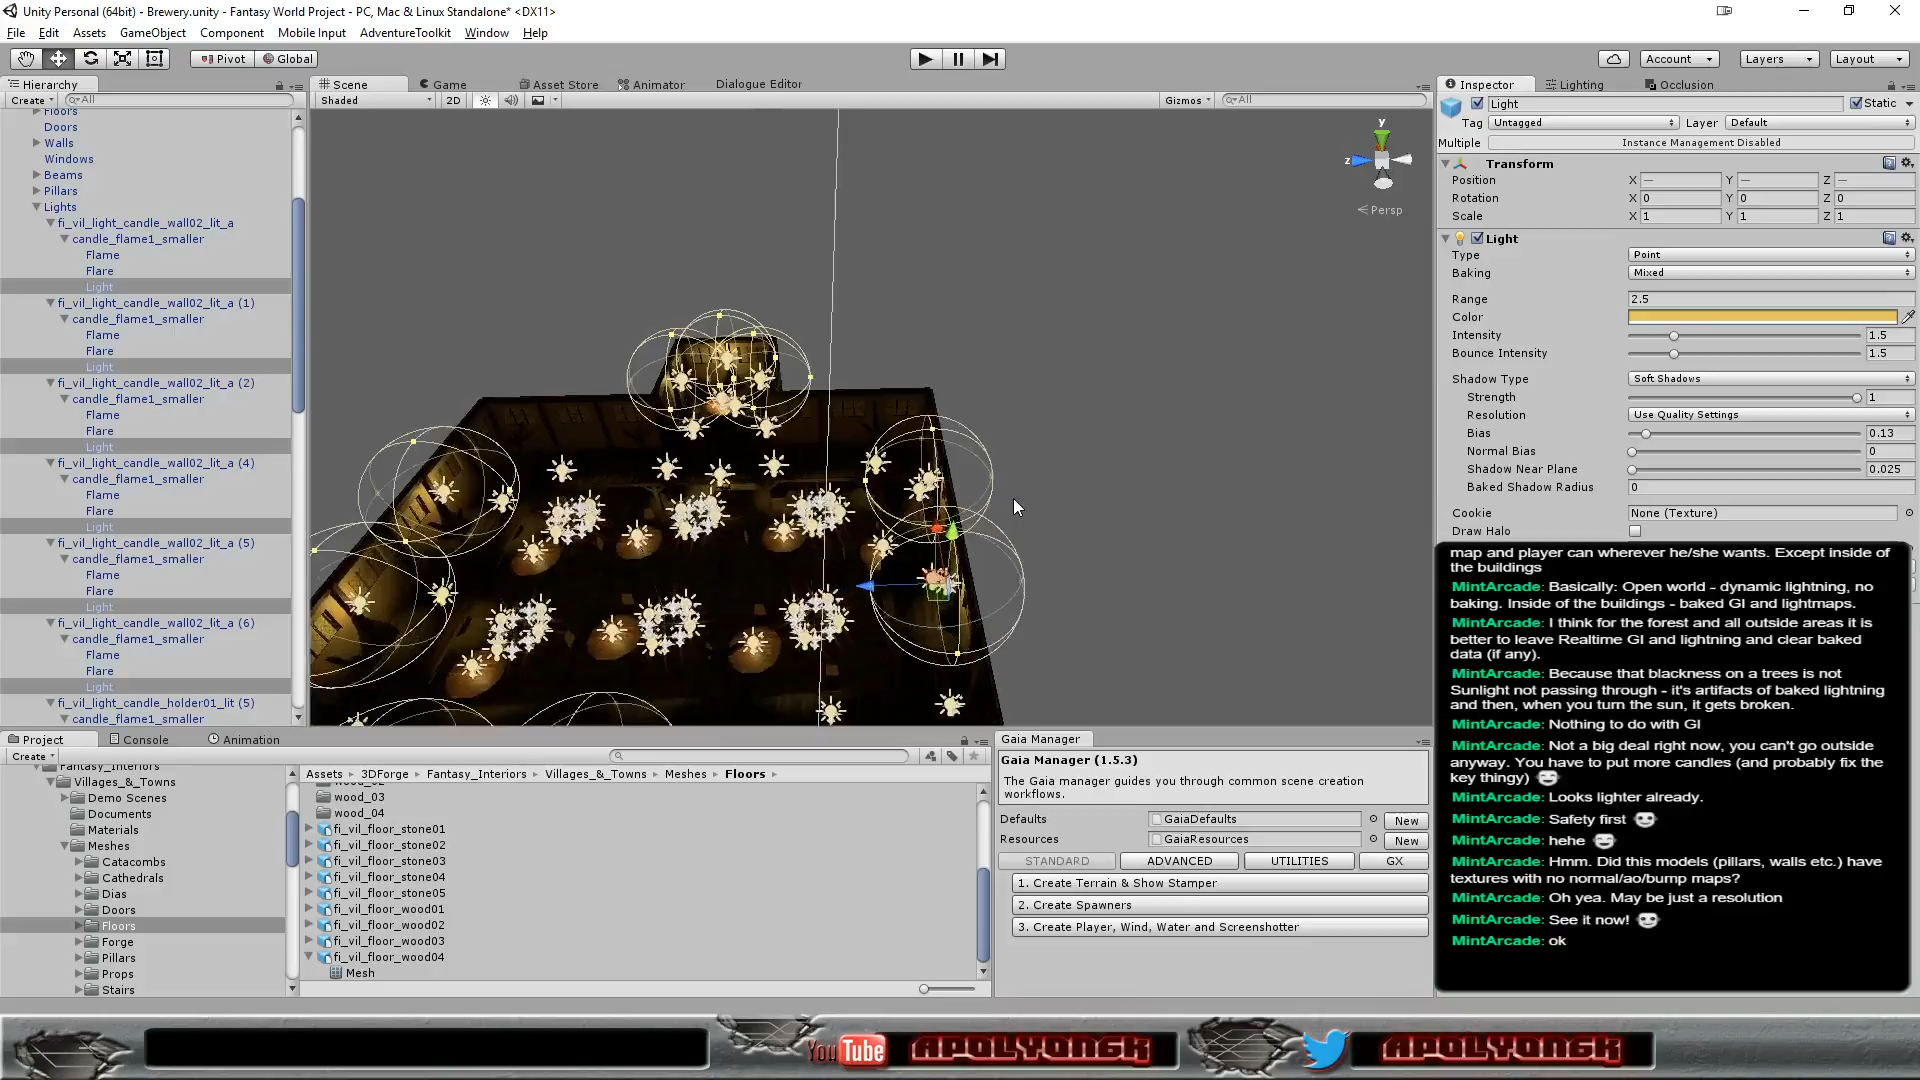 Unity Personal (64bit) - Brewery.unity - Fantasy World Project - PC, Mac & Linux Standalone* <DX11>
File Edit Assets GameObject Component Mobile Input AdventureToolkit Window Help
Pivot Global Account Layers Layout
Hierarchy
Create All
Floors
Doors
Walls
Windows
Beams
Pillars
Lights
fi_vil_light_candle_wall02_lit_a
candle_flame1_smaller
Flame
Flare
Light
fi_vil_light_candle_wall02_lit_a (1)
candle_flame1_smaller
Flame
Flare
Light
fi_vil_light_candle_wall02_lit_a (2)
candle_flame1_smaller
Flame
Flare
Light
fi_vil_light_candle_wall02_lit_a (4)
candle_flame1_smaller
Flame
Flare
Light
fi_vil_light_candle_wall02_lit_a (5)
candle_flame1_smaller
Flame
Flare
Light
fi_vil_light_candle_wall02_lit_a (6)
candle_flame1_smaller
Flame
Flare
Light
fi_vil_light_candle_holder01_lit (5)
candle_flame1_smaller
Scene Game Asset Store Animator Dialogue Editor
Shaded 2D Gizmos All
y
z
Persp
Inspector Lighting Occlusion
Light Static
Tag Untagged Layer Default
Multiple Instance Management Disabled
Transform
Position X — Y — Z —
Rotation X 0 Y 0 Z 0
Scale X 1 Y 1 Z 1
Light
Type Point
Baking Mixed
Range 2.5
Color
Intensity 1.5
Bounce Intensity 1.5
Shadow Type Soft Shadows
Strength 1
Resolution Use Quality Settings
Bias 0.13
Normal Bias 0
Shadow Near Plane 0.025
Baked Shadow Radius 0
Cookie None (Texture)
Draw Halo
map and player can wherever he/she wants. Except inside of
the buildings
MintArcade: Basically: Open world - dynamic lightning, no
baking. Inside of the buildings - baked GI and lightmaps.
MintArcade: I think for the forest and all outside areas it is
better to leave Realtime GI and lightning and clear baked
data (if any).
MintArcade: Because that blackness on a trees is not
Sunlight not passing through - it's artifacts of baked lightning
and then, when you turn the sun, it gets broken.
MintArcade: Nothing to do with GI
MintArcade: Not a big deal right now, you can't go outside
anyway. You have to put more candles (and probably fix the
key thingy)
MintArcade: Looks lighter already.
MintArcade: Safety first
MintArcade: hehe
MintArcade: Hmm. Did this models (pillars, walls etc.) have
textures with no normal/ao/bump maps?
MintArcade: Oh yea. May be just a resolution
MintArcade: See it now!
MintArcade: ok
Project Console Animation
Create
Fantasy_Interiors
Villages_&_Towns
Demo Scenes
Documents
Materials
Meshes
Catacombs
Cathedrals
Dias
Doors
Floors
Forge
Pillars
Props
Stairs
Assets 3DForge Fantasy_Interiors Villages_&_Towns Meshes Floors
wood_02
wood_03
wood_04
fi_vil_floor_stone01
fi_vil_floor_stone02
fi_vil_floor_stone03
fi_vil_floor_stone04
fi_vil_floor_stone05
fi_vil_floor_wood01
fi_vil_floor_wood02
fi_vil_floor_wood03
fi_vil_floor_wood04
Mesh
Gaia Manager
Gaia Manager (1.5.3)
The Gaia manager guides you through common scene creation
workflows.
Defaults GaiaDefaults New
Resources GaiaResources New
STANDARD ADVANCED UTILITIES GX
1. Create Terrain & Show Stamper
2. Create Spawners
3. Create Player, Wind, Water and Screenshotter
YouTube APOLYONGK APOLYONGK